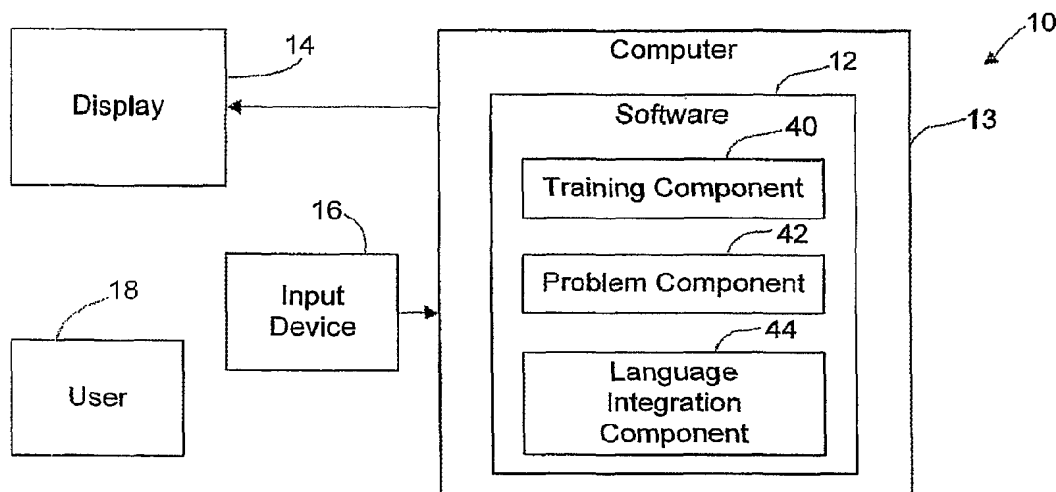 10
14
Computer
12
Display
Software
13
40
Training Component
16
42
Input
Device
Problem Component
18
44
User
Language
Integration
Component